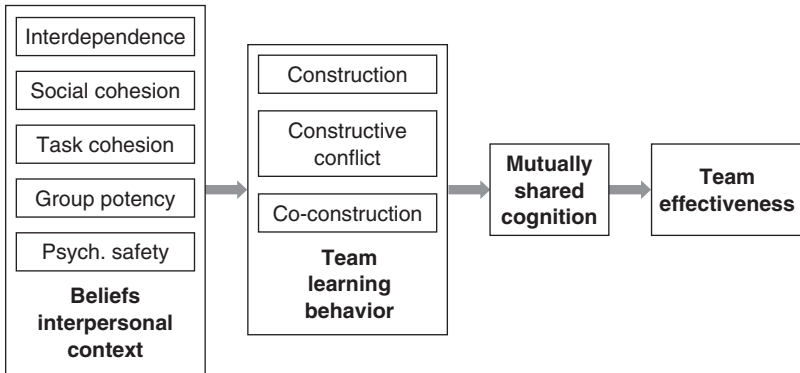 Interdependence
Social cohesion
Task cohesion
Group potency
Psych. safety
Beliefs
interpersonal
context
Construction
Constructive
conflict
Co-construction
Team
learning
behavior
Mutually
shared
cognition
Team
effectiveness